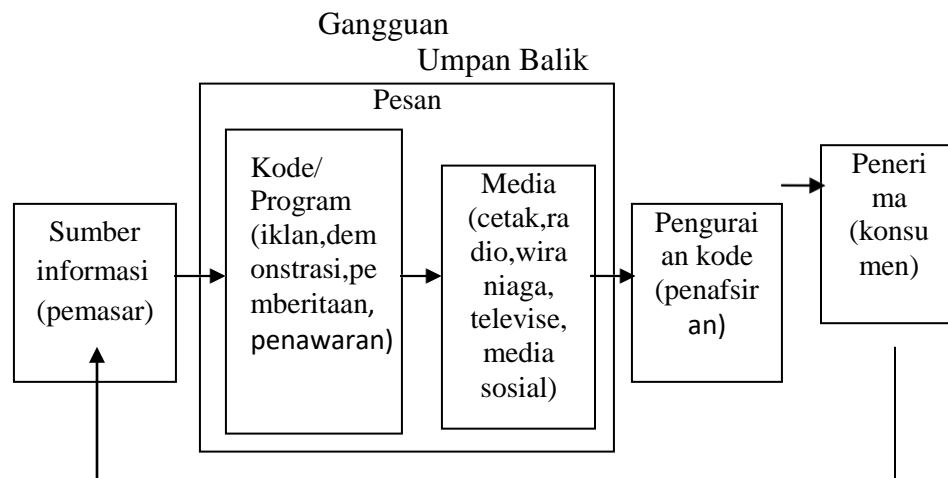 Gangguan
Umpan Balik
Pesan
Sumber
informasi
(pemasar)
Kode/
Program
(iklan,dem
onstrasi,pe
mberitaan,
penawaran)
Media
(cetak,ra
dio,wira
niaga,
televise,
media
sosial)
Pengurai
an kode
(penafsir
an)
Peneri
ma
(konsu
men)